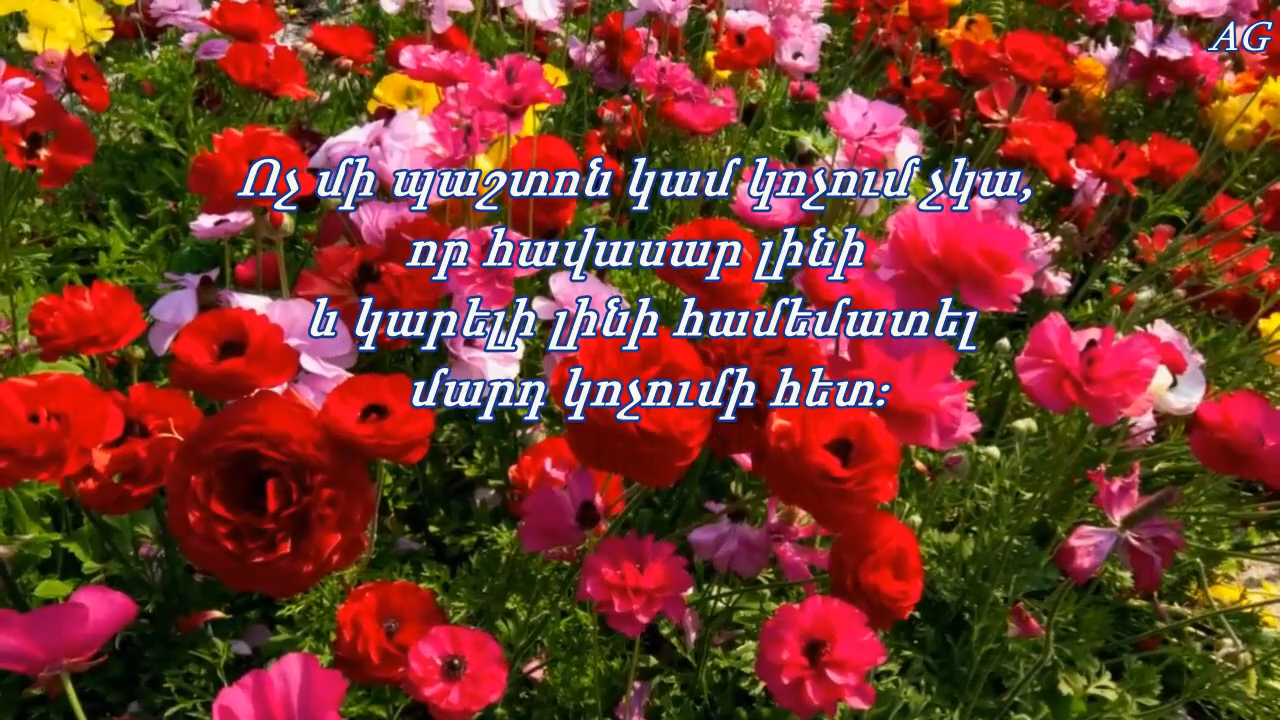 AG
Ոչ մի պաշտոն կամ կոչում չկա,
որ հավասար լինի
և կարելի լինի համեմատել
մարդ կոչումի հետ: